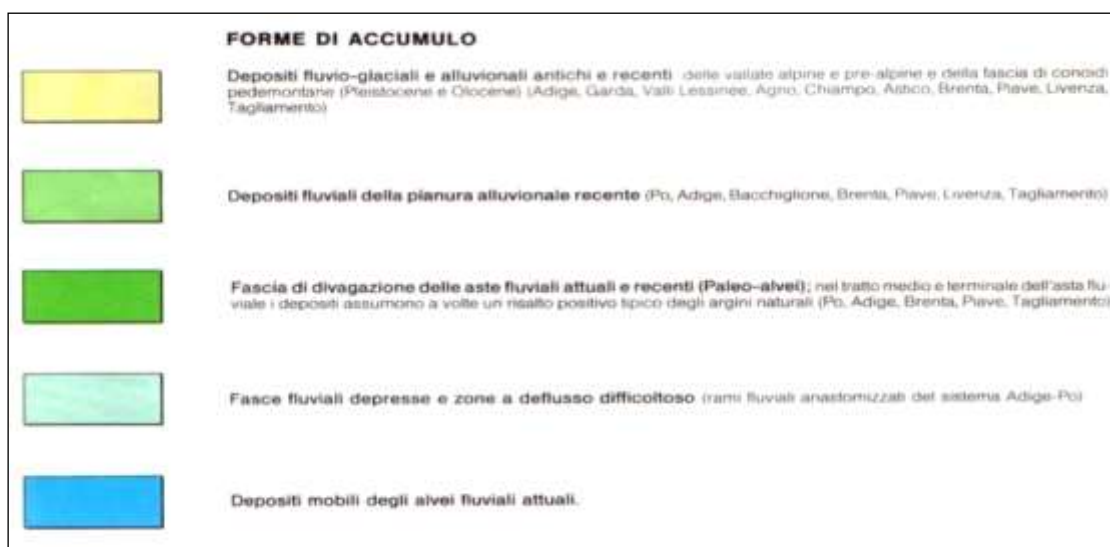 FORME DI ACCUMULO
Depositi fluvio-glaciali e alluvionali antichi e recenti delle vallate alpine e pre-alpine e della fascia di conoidi
pedemontane (Pleistocene e Olocene) (Adige, Garda, Valli Lessinee, Agno, Chiampo, Astico, Brenta, Piave, Livenza,
Tagliamento)
Depositi fluviali della pianura alluvionale recente (Po, Adige, Bacchiglione, Brenta, Piave, Livenza, Tagliamento)
Fascia di divagazione delle aste fluviali attuali e recenti (Paleo-alvei); nel tratto medio e terminale dell'asta flu-
viale i depositi assumono a volte un risalto positivo tipico degli argini naturali (Po, Adige, Brenta, Piave, Tagliamento)
Fasce fluviali depresse e zone a deflusso difficoltoso (rami fluviali anastomizzati del sistema Adige-Po)
Depositi mobili degli alvei fluviali attuali.